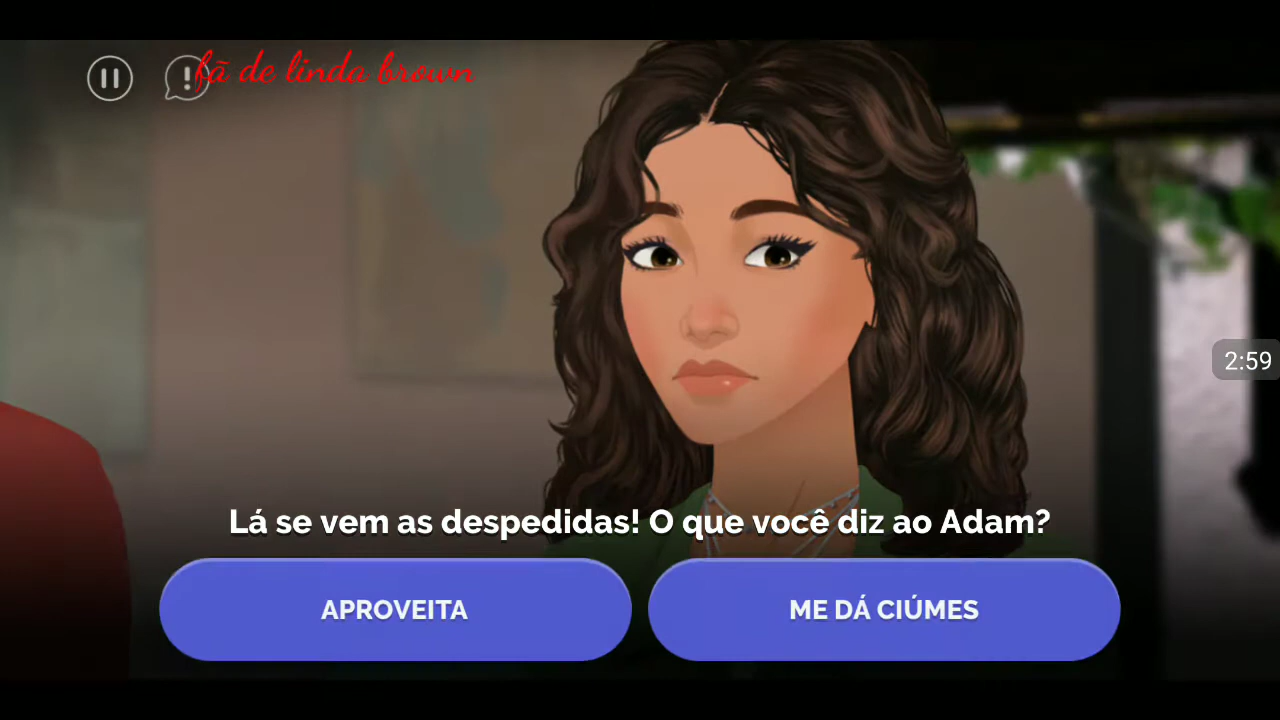 fã de linda brown
2:59
Lá se vem as despedidas! O que você diz ao Adam?
APROVEITA
ME DÁ CIÚMES